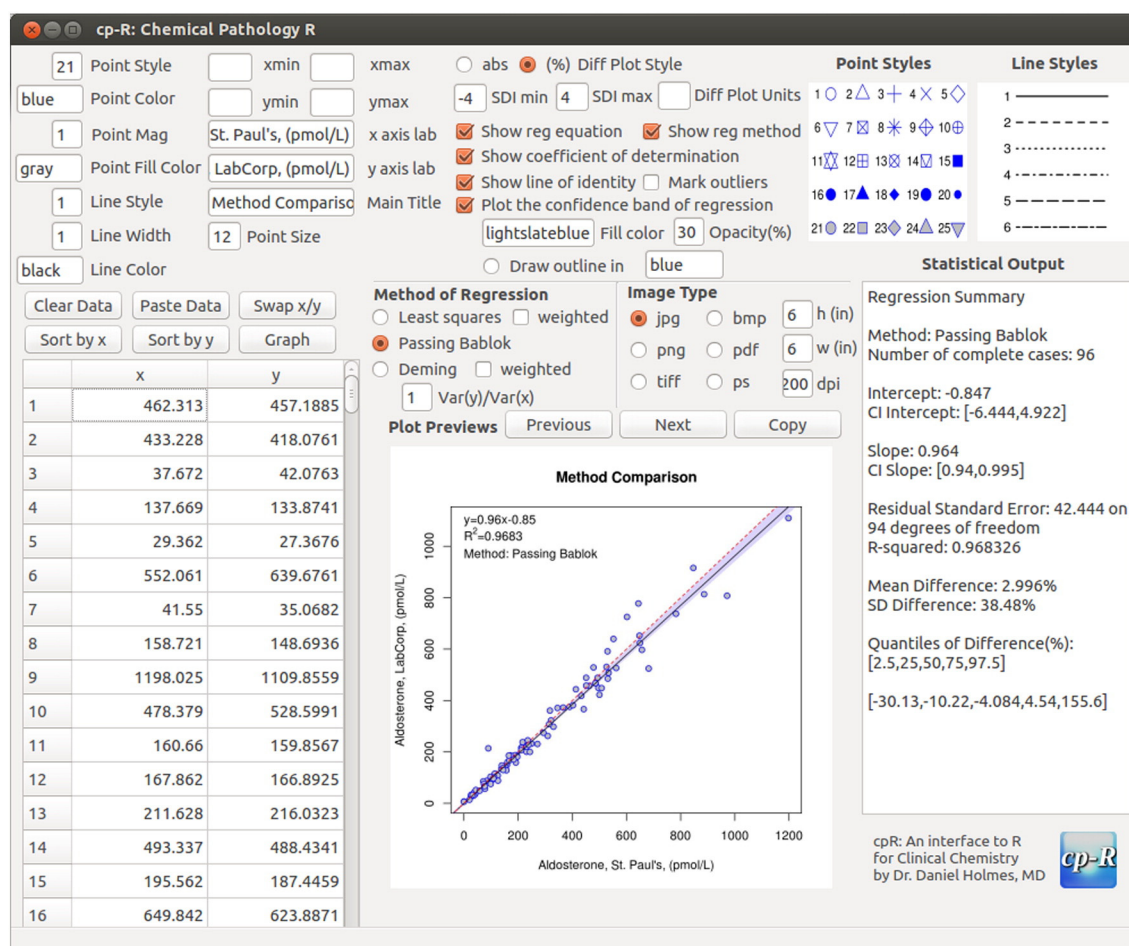 cp-R: Chemical Pathology R
21 Point Style xmin xmax
blue Point Color ymin ymax
1 Point Mag St. Paul's, (pmol/L) x axis lab
gray Point Fill Color LabCorp, (pmol/L) y axis lab
1 Line Style Method Compariso Main Title
1 Line Width 12 Point Size
black Line Color
abs (%) Diff Plot Style
-4 SDI min 4 SDI max Diff Plot Units
Show reg equation Show reg method
Show coefficient of determination
Show line of identity Mark outliers
Plot the confidence band of regression
lightslateblue Fill color 30 Opacity(%)
Draw outline in blue
Point Styles
1 2 3 4 5
6 7 8 9 10
11 12 13 14 15
16 17 18 19 20
21 22 23 24 25
Line Styles
1
2
3
4
5
6
Clear Data Paste Data Swap x/y
Sort by x Sort by y Graph
x y
1 462.313 457.1885
2 433.228 418.0761
3 37.672 42.0763
4 137.669 133.8741
5 29.362 27.3676
6 552.061 639.6761
7 41.55 35.0682
8 158.721 148.6936
9 1198.025 1109.8559
10 478.379 528.5991
11 160.66 159.8567
12 167.862 166.8925
13 211.628 216.0323
14 493.337 488.4341
15 195.562 187.4459
16 649.842 623.8871
Method of Regression
Least squares weighted
Passing Bablok
Deming weighted
1 Var(y)/Var(x)
Image Type
jpg bmp 6 h (in)
png pdf 6 w (in)
tiff ps 200 dpi
Plot Previews Previous Next Copy
Method Comparison
y=0.96x-0.85
R²=0.9683
Method: Passing Bablok
Aldosterone, LabCorp, (pmol/L)
1000
800
600
400
200
0
0 200 400 600 800 1000 1200
Aldosterone, St. Paul's, (pmol/L)
Statistical Output
Regression Summary
Method: Passing Bablok
Number of complete cases: 96
Intercept: -0.847
CI Intercept: [-6.444,4.922]
Slope: 0.964
CI Slope: [0.94,0.995]
Residual Standard Error: 42.444 on
94 degrees of freedom
R-squared: 0.968326
Mean Difference: 2.996%
SD Difference: 38.48%
Quantiles of Difference(%):
[2.5,25,50,75,97.5]
[-30.13,-10.22,-4.084,4.54,155.6]
cpR: An interface to R
for Clinical Chemistry
by Dr. Daniel Holmes, MD
cp-R